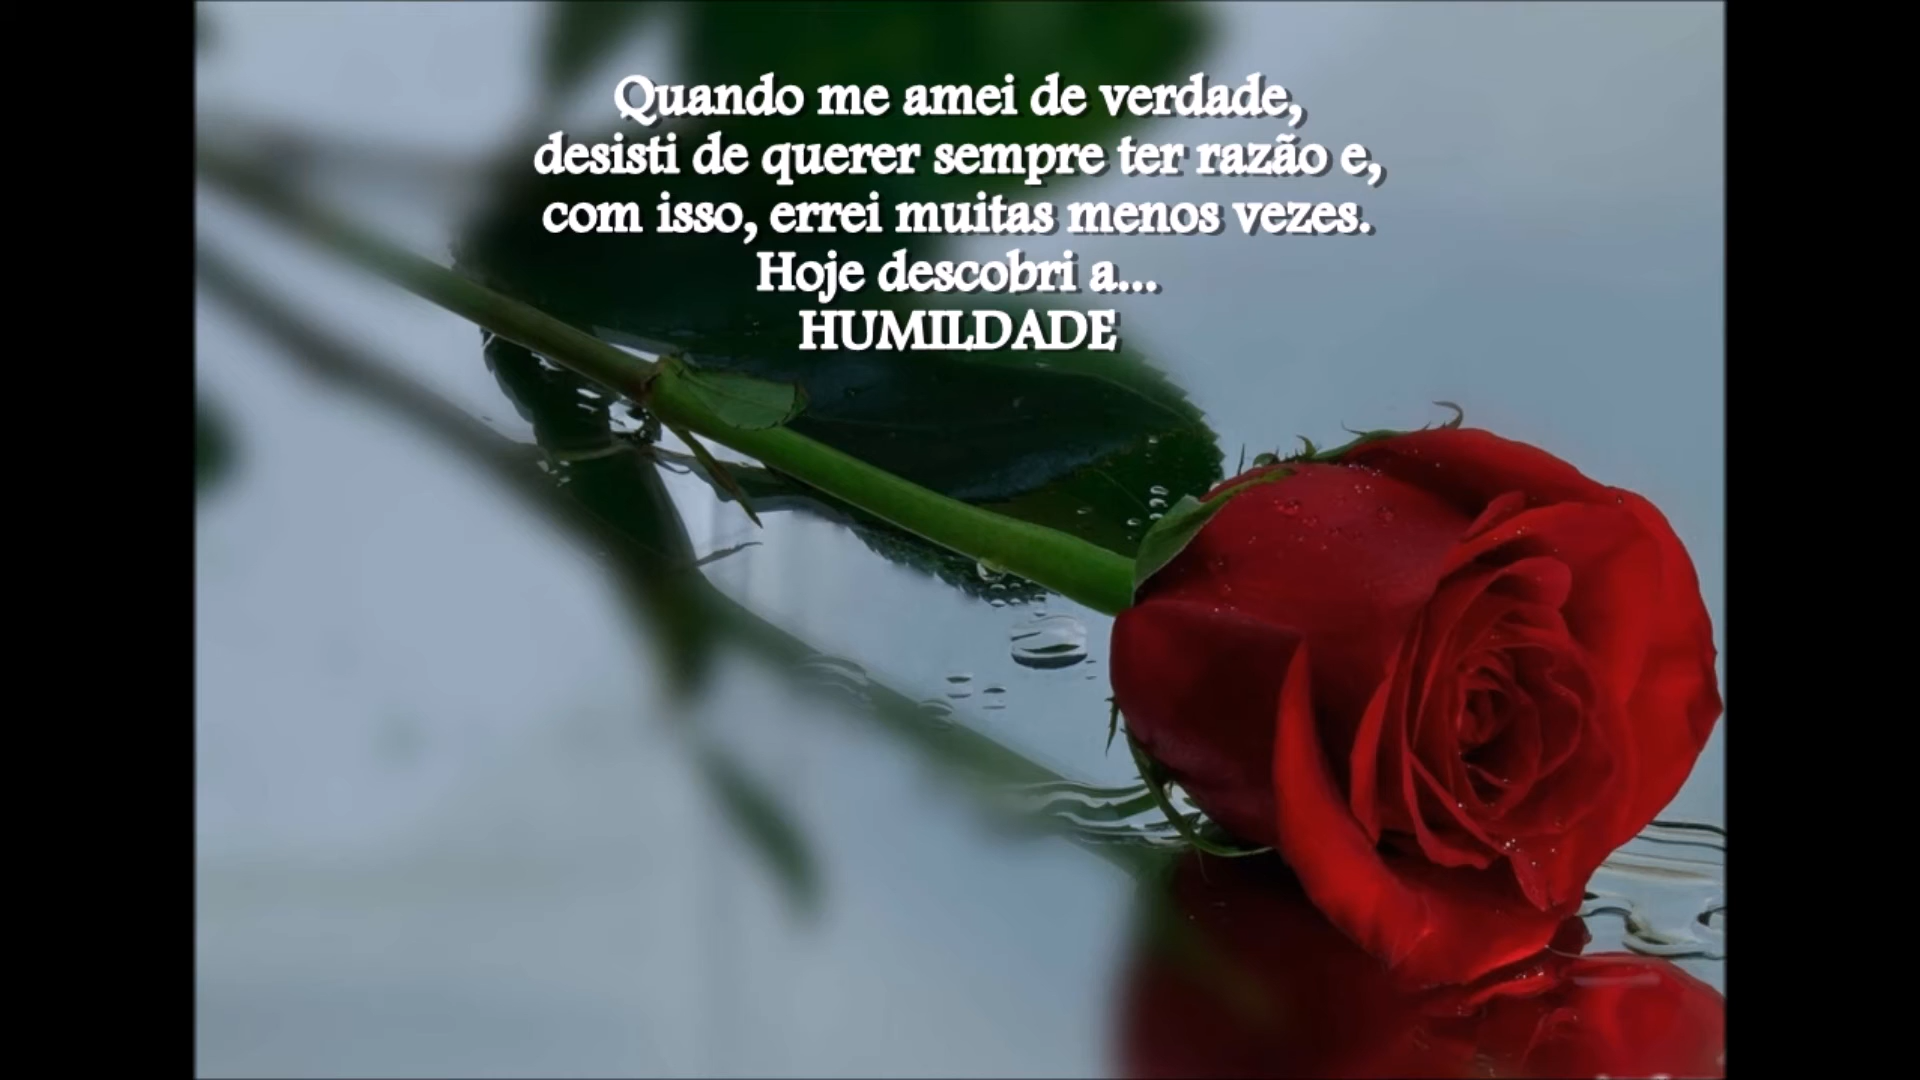 Quando me amei de verdade,
desisti de querer sempre ter razão e,
com isso, errei muitas menos vezes.
Hoje descobri a...
HUMILDADE